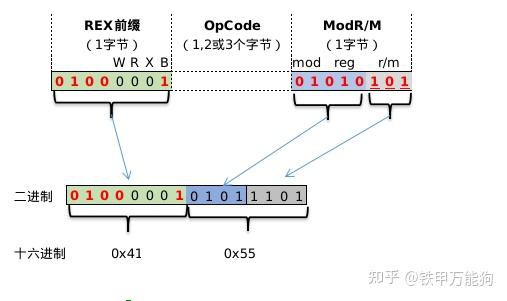 REX前缀 OpCode ModR/M
(1字节) (1,2或3个字节) (1字节)
W R X B mod reg r/m
0 1 0 0 0 0 0 1 0 1 0 1 0 1 0 1
二进制 0 1 0 0 0 0 0 1 0 1 0 1 1 1 0 1
十六进制 0x41 0x55
知乎 @铁甲万能狗